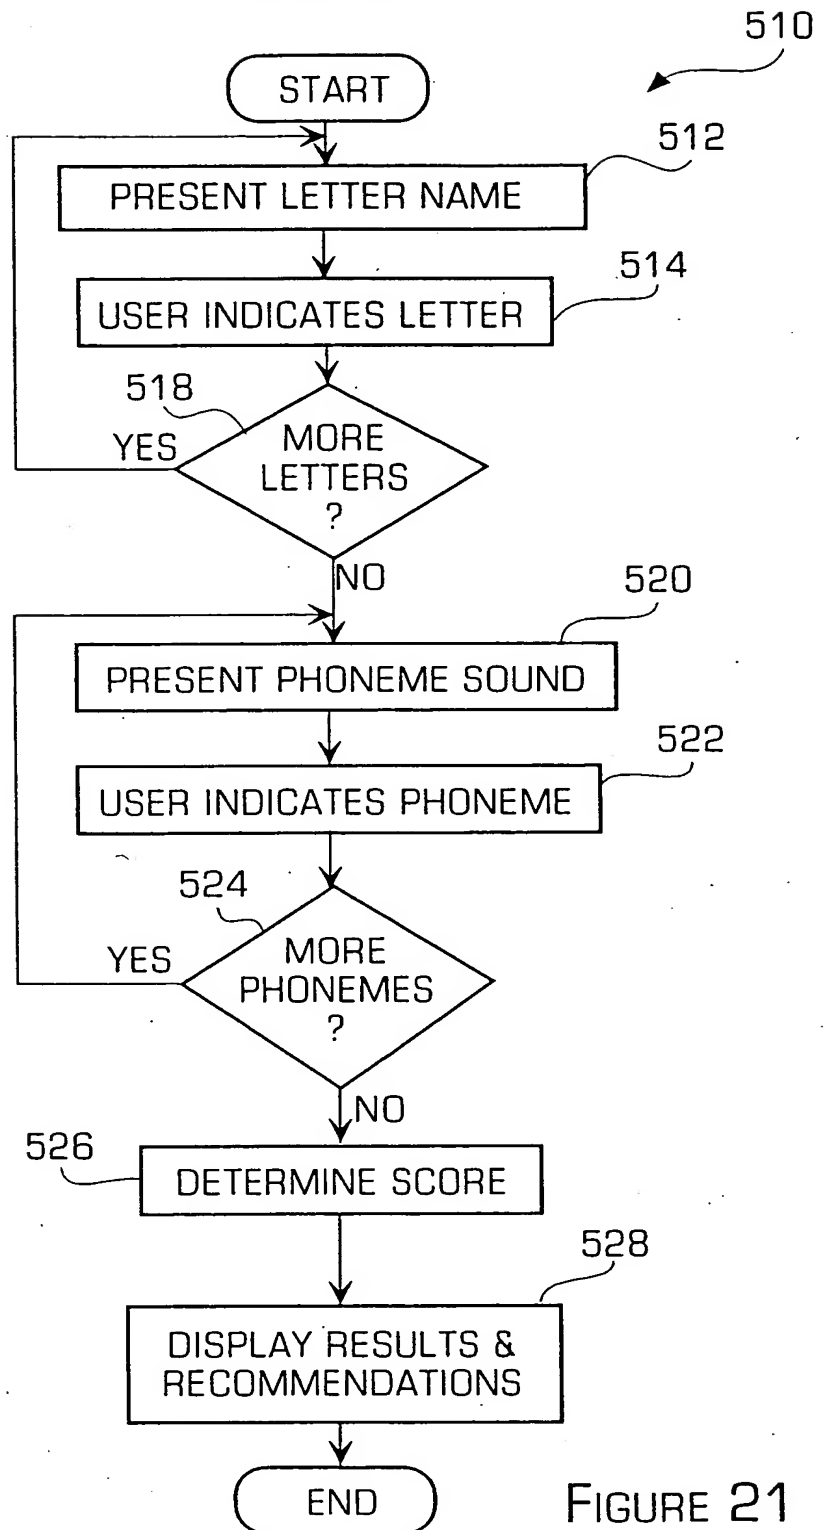 510
START
512
PRESENT LETTER NAME
514
USER INDICATES LETTER
518
YES
MORE
LETTERS
?
NO
520
PRESENT PHONEME SOUND
522
USER INDICATES PHONEME
524
YES
MORE
PHONEMES
?
NO
526
DETERMINE SCORE
528
DISPLAY RESULTS &
RECOMMENDATIONS
END
FIGURE 21